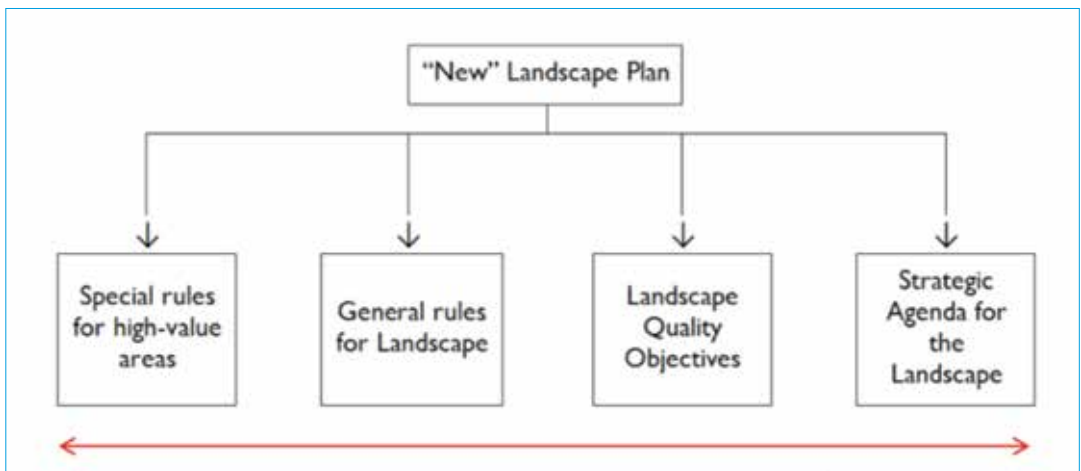 “New” Landscape Plan
Special rules
for high-value
areas
General rules
for Landscape
Landscape
Quality
Objectives
Strategic
Agenda for
the
Landscape